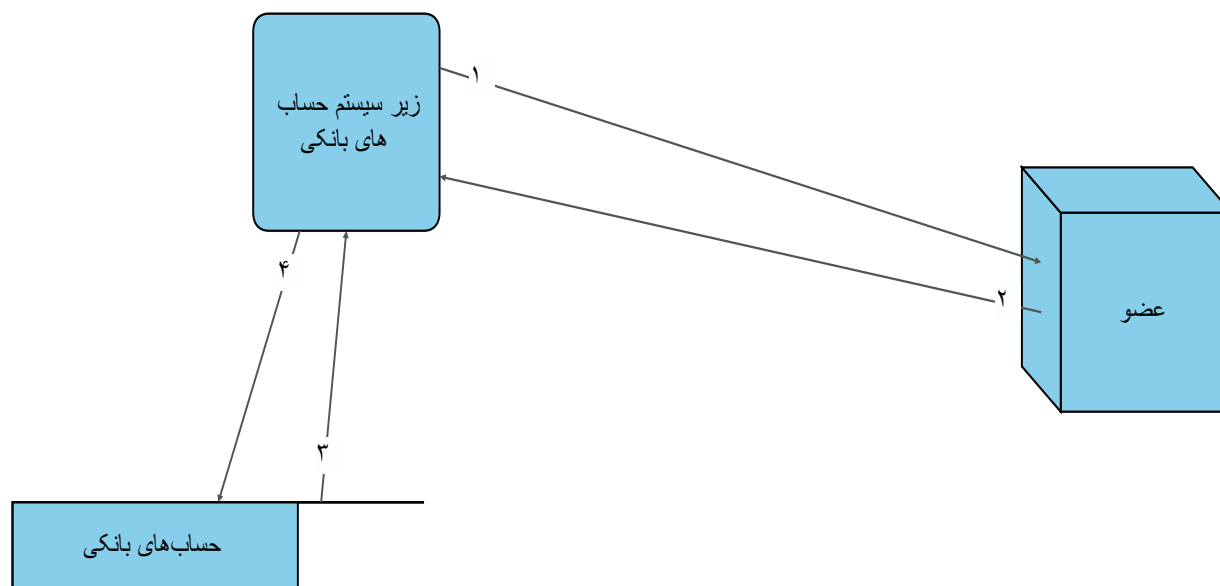 زیر سیستم حساب
های بانکی
۱
۲
عضو
۴
۳
حساب‌های بانکی